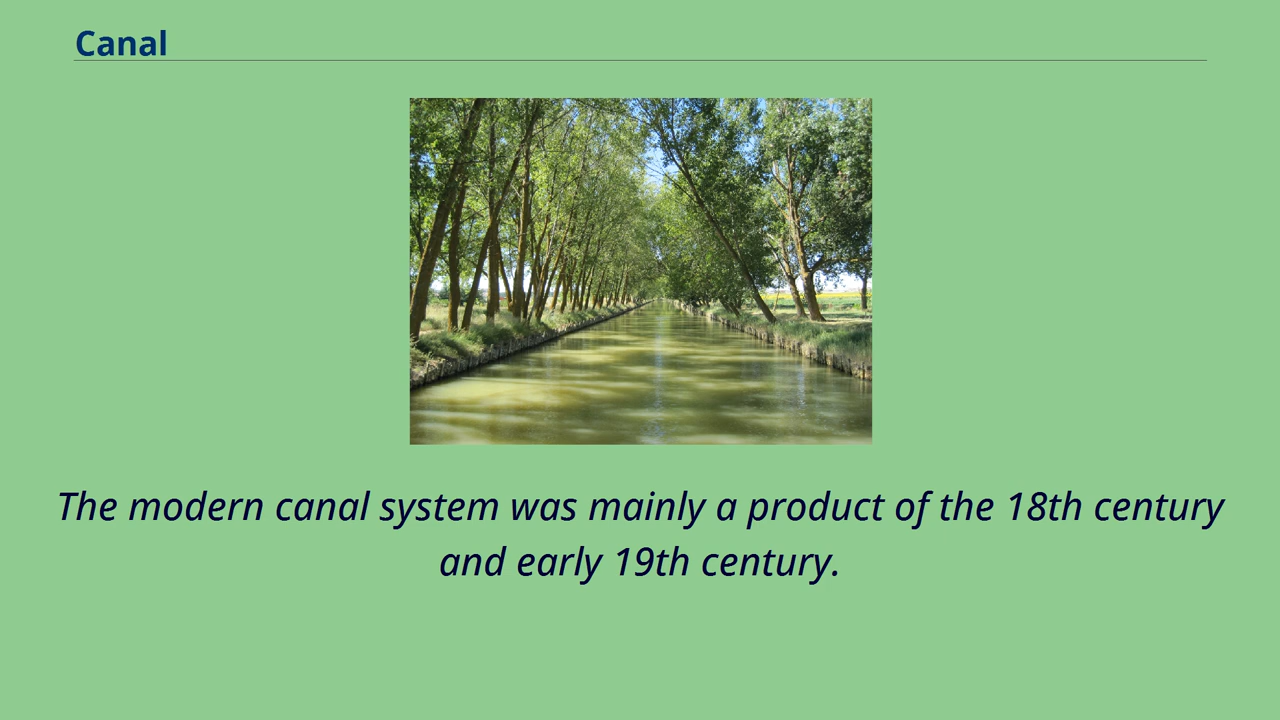 Canal
The modern canal system was mainly a product of the 18th century
and early 19th century.